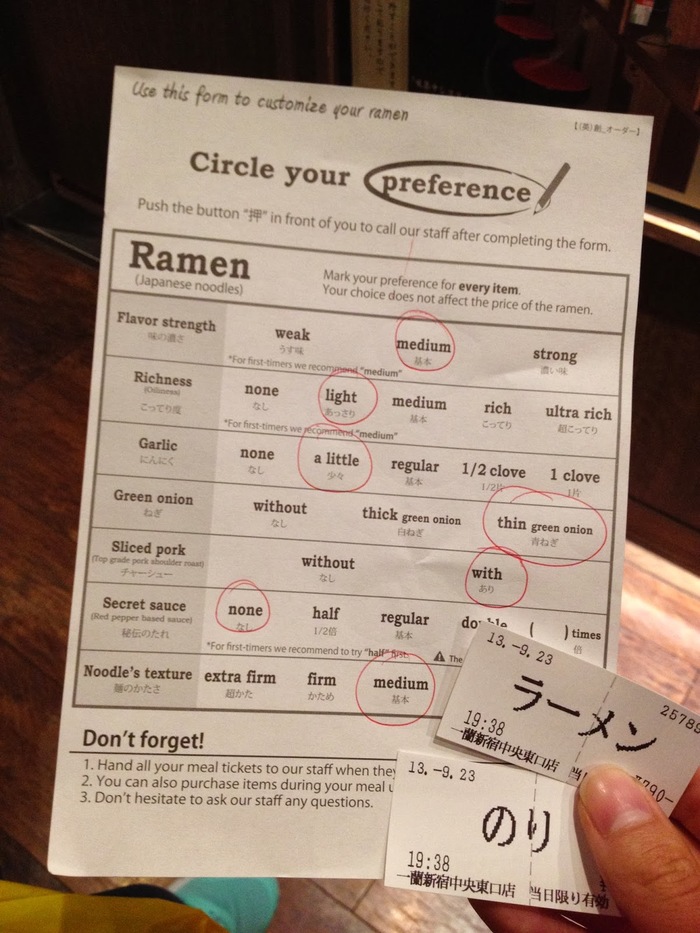 Use this form to customize your ramen
【(英)創_オーダー】
Circle your preference
Push the button "押" in front of you to call our staff after completing the form.
Ramen
(Japanese noodles)
Mark your preference for every item.
Your choice does not affect the price of the ramen.
Flavor strength weak medium strong
味の濃さ うす味 基本 濃い味
*For first-timers we recommend "medium"
Richness none light medium rich ultra rich
(Oiliness)
こってり度 なし あっさり 基本 こってり 超こってり
*For first-timers we recommend "medium"
Garlic none a little regular 1/2 clove 1 clove
にんにく なし 少々 基本 1/2片 1片
Green onion without thick green onion thin green onion
ねぎ なし 白ねぎ 青ねぎ
Sliced pork without with
(Top grade pork shoulder roast)
チャーシュー なし あり
Secret sauce none half regular double ( ) times
(Red pepper based sauce)
秘伝のたれ なし 1/2倍 基本 倍
*For first-timers we recommend to try "half" first. The
Noodle's texture extra firm firm medium
麺のかたさ 超かた かため 基本
Don't forget!
1. Hand all your meal tickets to our staff when they
2. You can also purchase items during your meal u
3. Don't hesitate to ask our staff any questions.
13.-9.23
25789
ラーメン
19:38
¥790-
一蘭新宿中央東口店 当日
13.-9.23
のり
19:38
一蘭新宿中央東口店 当日限り有効